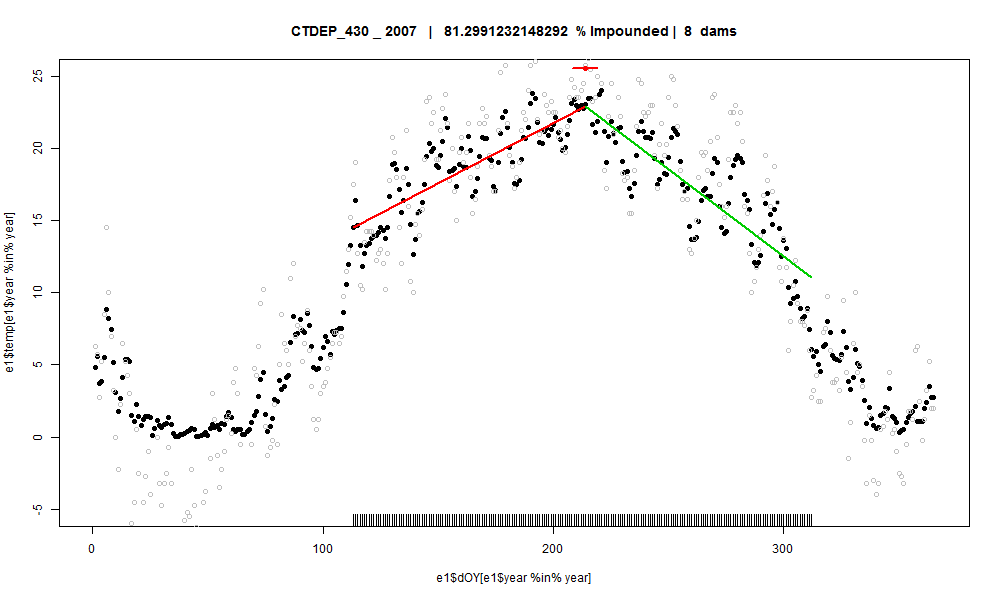 CTDEP_430 _ 2007 | 81.2991232148292 % Impounded | 8 dams
25
20
15
10
5
0
-5
e1$temp[e1$year %in% year]
0 100 200 300
e1$dOY[e1$year %in% year]